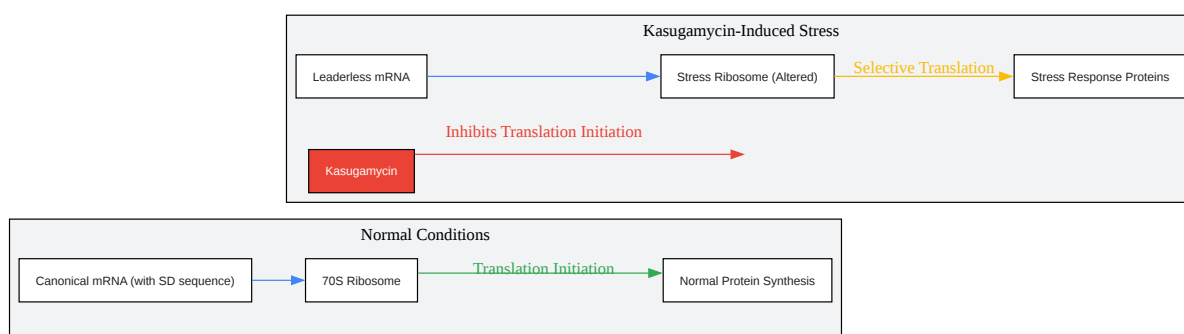 Kasugamycin-Induced Stress
Leaderless mRNA
Stress Ribosome (Altered)
Selective Translation
Stress Response Proteins
Inhibits Translation Initiation
Kasugamycin
Normal Conditions
Canonical mRNA (with SD sequence)
70S Ribosome
Translation Initiation
Normal Protein Synthesis